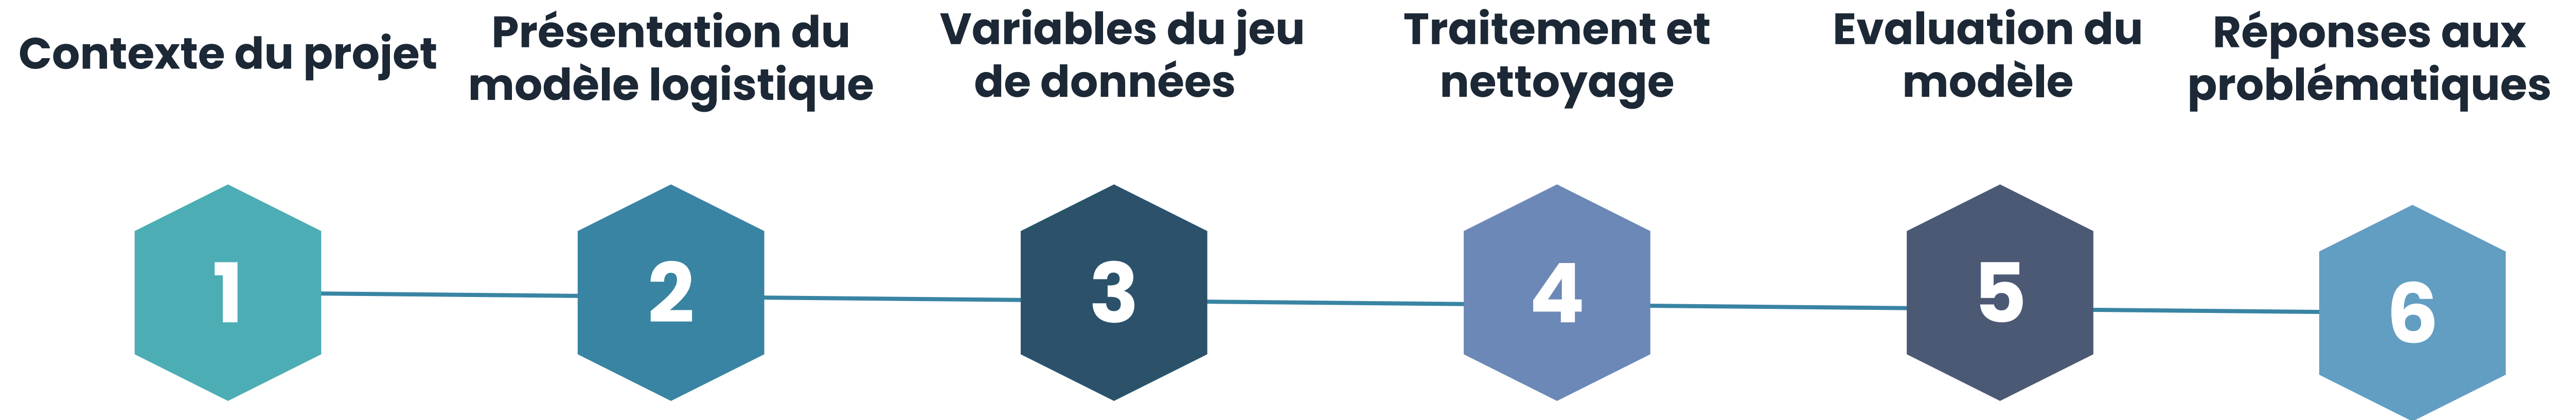 Contexte du projet
Présentation du
modèle logistique
Variables du jeu
de données
Traitement et
nettoyage
Evaluation du
modèle
Réponses aux
problématiques
1
2
3
4
5
6